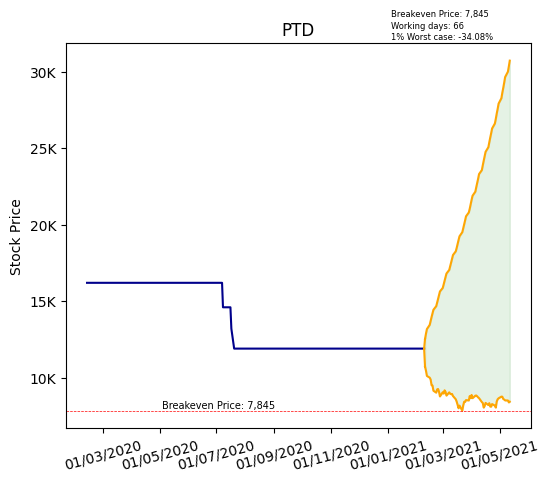 Breakeven Price: 7,845
Working days: 66
1% Worst case: -34.08%
PTD
Stock Price
30K
25K
20K
15K
10K
Breakeven Price: 7,845
01/03/2020
01/05/2020
01/07/2020
01/09/2020
01/11/2020
01/01/2021
01/03/2021
01/05/2021